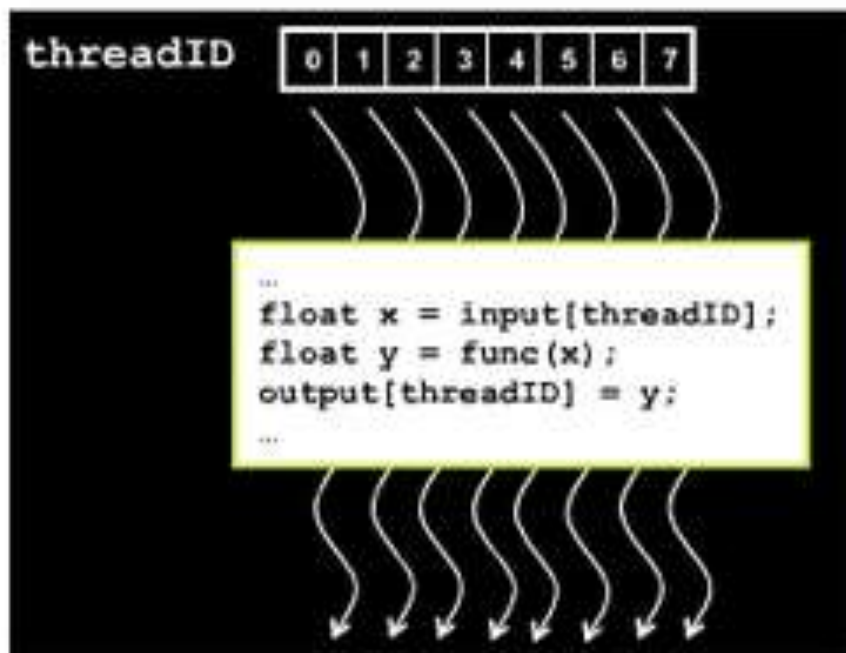 threadID 0 1 2 3 4 5 6 7
...
float x = input[threadID];
float y = func(x);
output[threadID] = y;
...